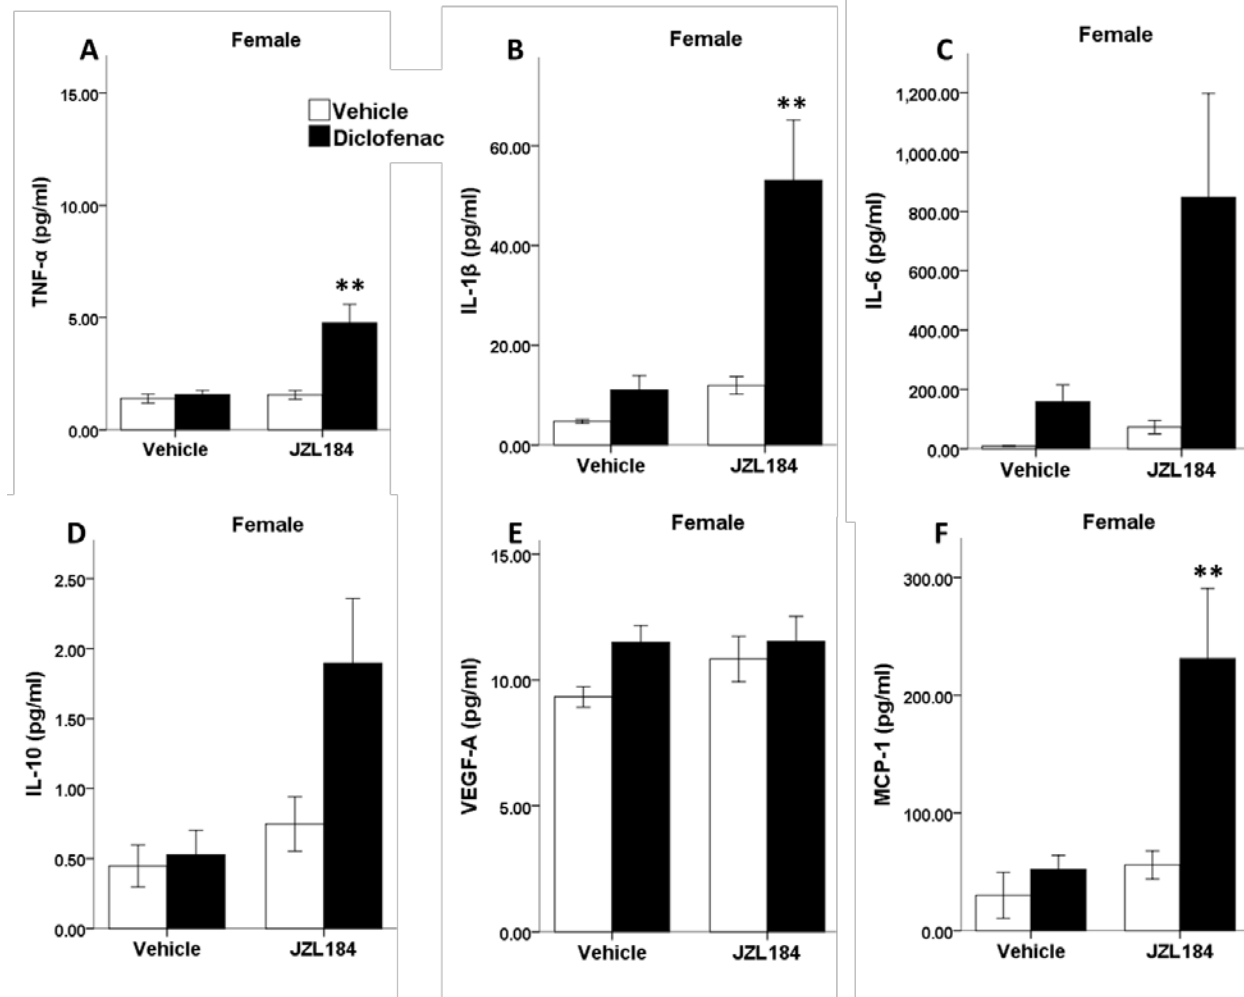 A
Female
TNF-α (pg/ml)
15.00
10.00
5.00
0.00
**
Vehicle
JZL184
Vehicle
Diclofenac
B
Female
IL-1β (pg/ml)
60.00
40.00
20.00
0.00
**
Vehicle
JZL184
C
Female
IL-6 (pg/ml)
1,200.00
1,000.00
800.00
600.00
400.00
200.00
0.00
Vehicle
JZL184
D
Female
IL-10 (pg/ml)
2.50
2.00
1.50
1.00
0.50
0.00
Vehicle
JZL184
E
Female
VEGF-A (pg/ml)
15.00
10.00
5.00
0.00
Vehicle
JZL184
F
Female
MCP-1 (pg/ml)
300.00
200.00
100.00
0.00
**
Vehicle
JZL184